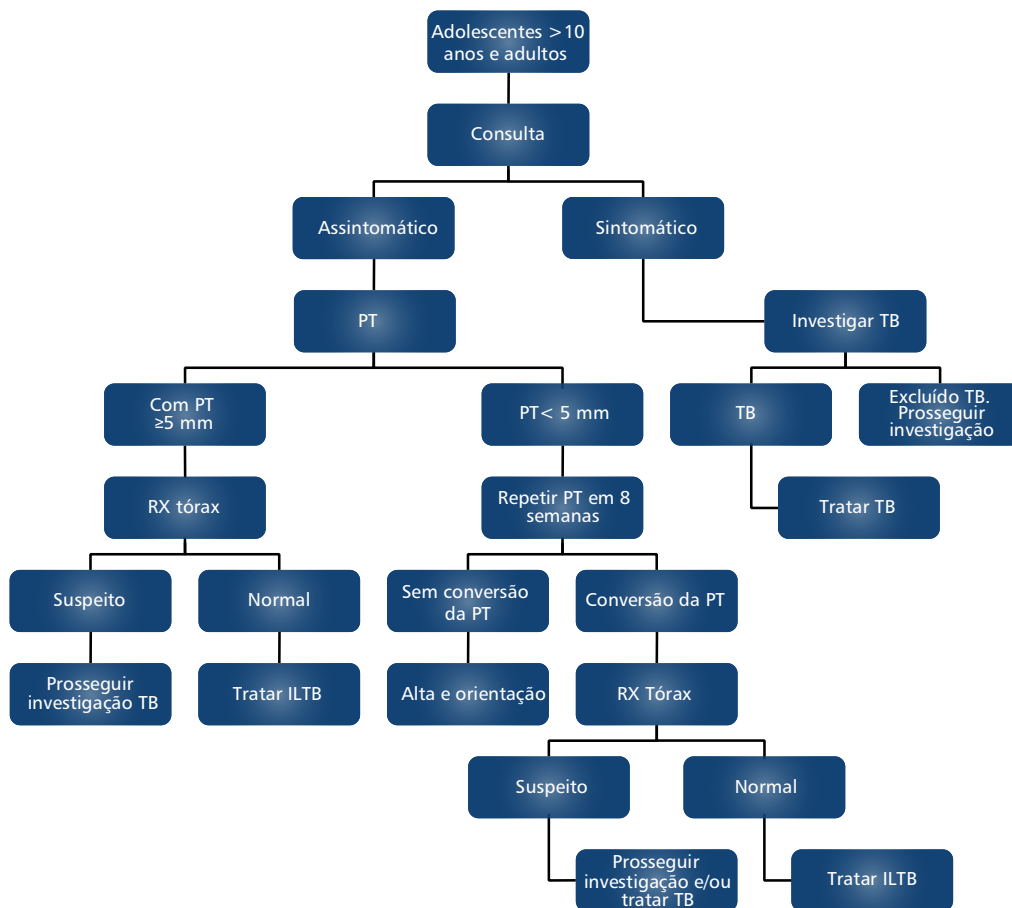 Adolescentes >10
anos e adultos
Consulta
Assintomático
Sintomático
PT
Investigar TB
Com PT
≥5 mm
PT< 5 mm
TB
Excluído TB.
Prosseguir
investigação
RX tórax
Repetir PT em 8
semanas
Tratar TB
Suspeito
Normal
Sem conversão
da PT
Conversão da PT
Prosseguir
investigação TB
Tratar ILTB
Alta e orientação
RX Tórax
Suspeito
Normal
Prosseguir
investigação e/ou
tratar TB
Tratar ILTB